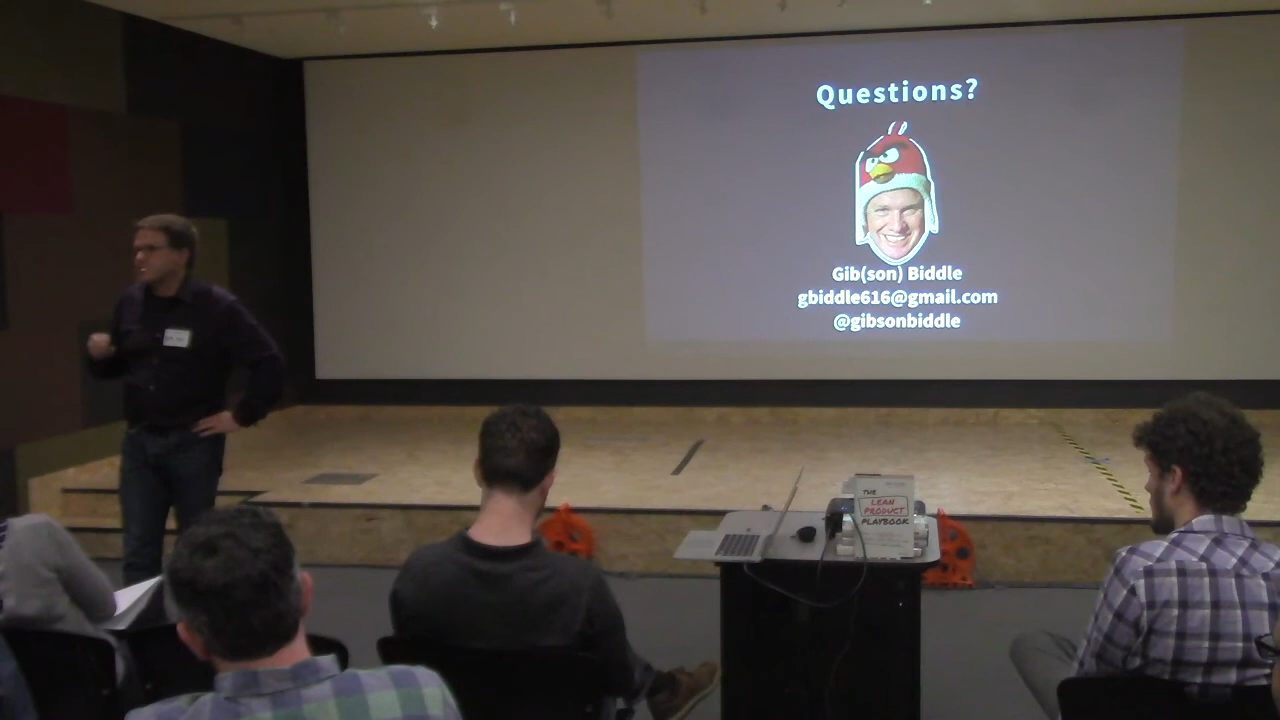 Questions?
Gib(son) Biddle
gbiddle616@gmail.com
@gibsonbiddle
THE
LEAN
PRODUCT
PLAYBOOK